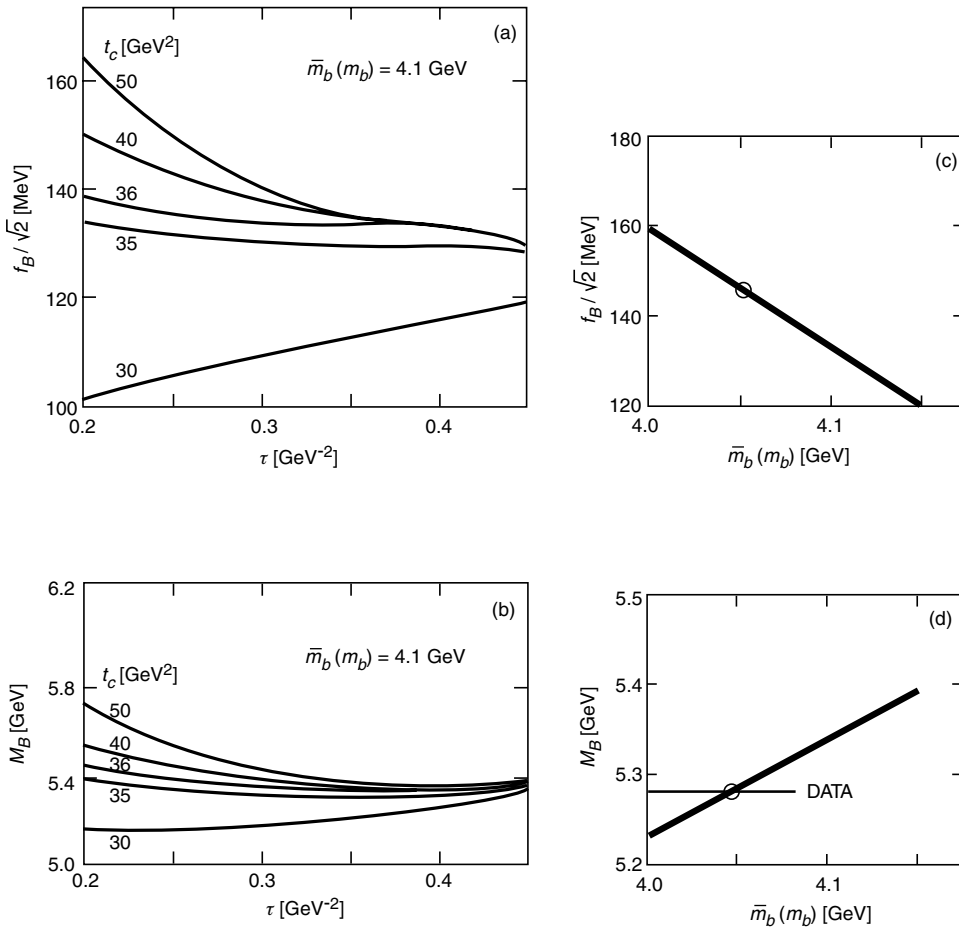 (a)
t_c [GeV²]
m̅_b(m_b) = 4.1 GeV
50
40
36
35
30
160
140
120
100
f_B / √2 [MeV]
0.2
0.3
0.4
τ [GeV⁻²]
(c)
180
160
140
120
f_B / √2 [MeV]
4.0
4.1
m̅_b(m_b) [GeV]
(b)
t_c [GeV²]
m̅_b(m_b) = 4.1 GeV
50
40
36
35
30
6.2
5.8
5.4
5.0
M_B [GeV]
0.2
0.3
0.4
τ [GeV⁻²]
(d)
5.5
5.4
5.3
5.2
M_B [GeV]
DATA
4.0
4.1
m̅_b(m_b) [GeV]